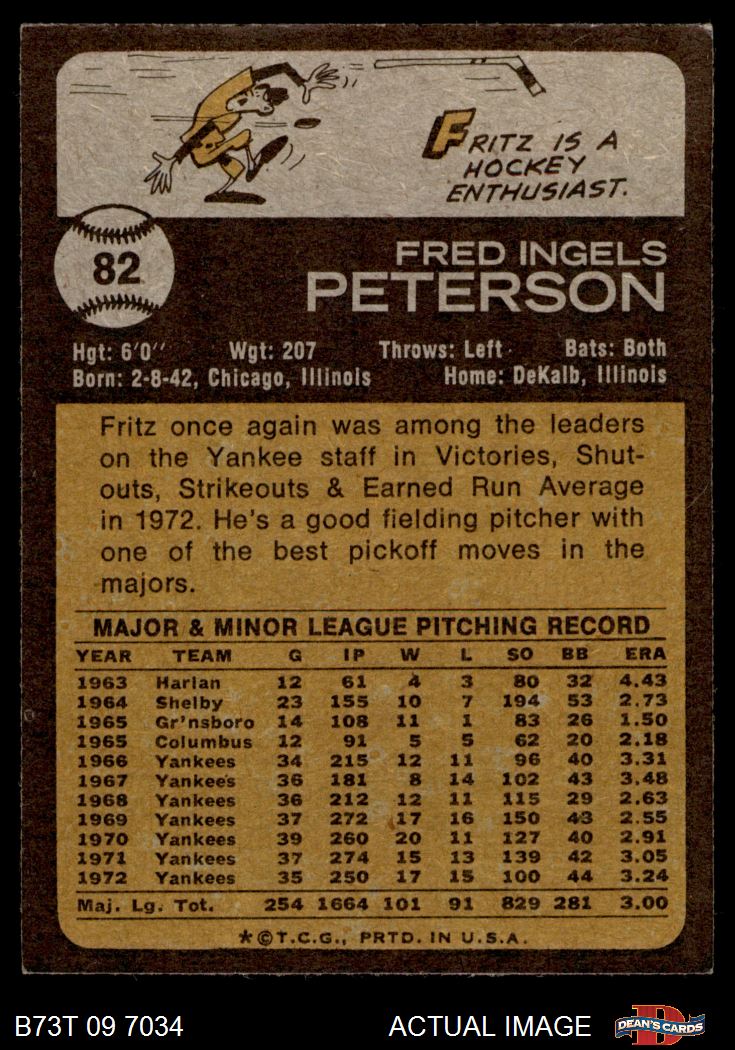 FRITZ IS A
HOCKEY
ENTHUSIAST.
82
FRED INGELS
PETERSON
Hgt: 6'0" Wgt: 207 Throws: Left Bats: Both
Born: 2-8-42, Chicago, Illinois Home: DeKalb, Illinois
Fritz once again was among the leaders
on the Yankee staff in Victories, Shut-
outs, Strikeouts & Earned Run Average
in 1972. He's a good fielding pitcher with
one of the best pickoff moves in the
majors.
MAJOR & MINOR LEAGUE PITCHING RECORD
YEAR TEAM G IP W L SO BB ERA
1963 Harlan 12 61 4 3 80 32 4.43
1964 Shelby 23 155 10 7 194 53 2.73
1965 Gr'nsboro 14 108 11 1 83 26 1.50
1965 Columbus 12 91 5 5 62 20 2.18
1966 Yankees 34 215 12 11 96 40 3.31
1967 Yankees 36 181 8 14 102 43 3.48
1968 Yankees 36 212 12 11 115 29 2.63
1969 Yankees 37 272 17 16 150 43 2.55
1970 Yankees 39 260 20 11 127 40 2.91
1971 Yankees 37 274 15 13 139 42 3.05
1972 Yankees 35 250 17 15 100 44 3.24
Maj. Lg. Tot. 254 1664 101 91 829 281 3.00
*©T.C.G., PRTD. IN U.S.A.
B73T 09 7034 ACTUAL IMAGE D DEAN'S CARDS